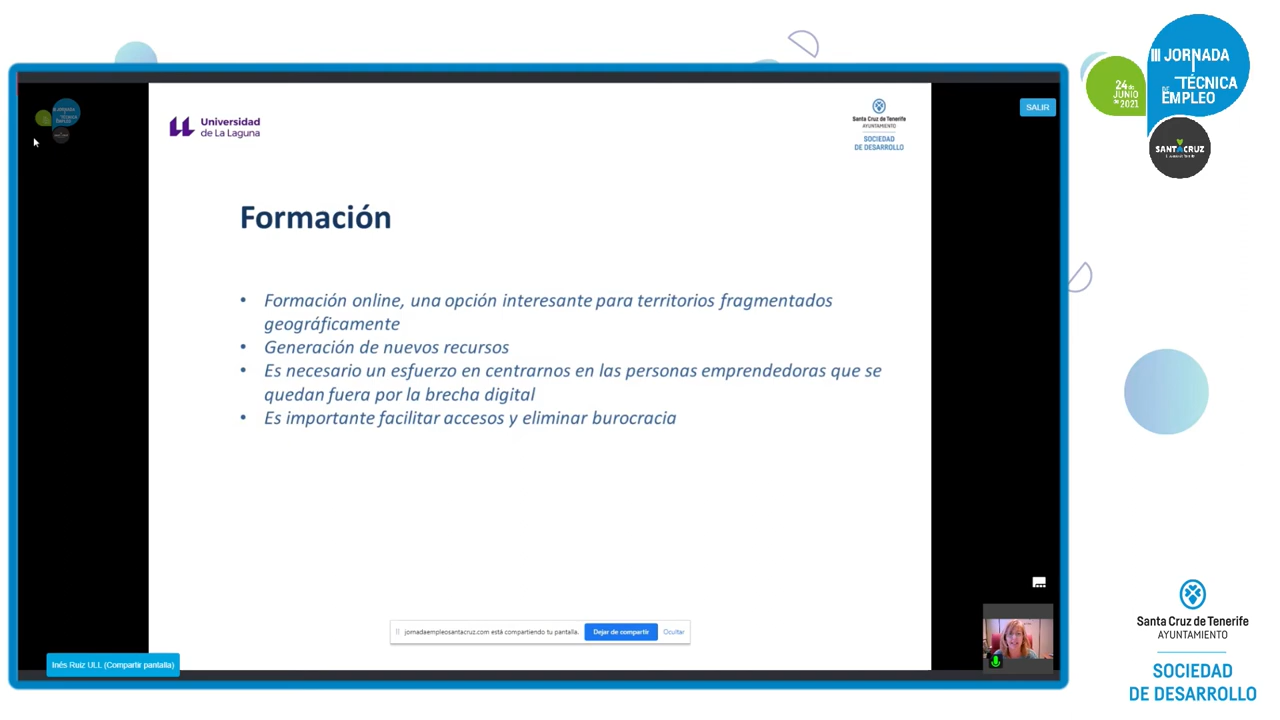 III JORNADA
TÉCNICA
DE EMPLEO
24 de
JUNIO
de 2021
SANTACRUZ
SALIR
Universidad
de La Laguna
Santa Cruz de Tenerife
AYUNTAMIENTO
SOCIEDAD
DE DESARROLLO
Formación
• Formación online, una opción interesante para territorios fragmentados
geográficamente
• Generación de nuevos recursos
• Es necesario un esfuerzo en centrarnos en las personas emprendedoras que se
quedan fuera por la brecha digital
• Es importante facilitar accesos y eliminar burocracia
jornadaempleosantacruz.com está compartiendo tu pantalla. Dejar de compartir Ocultar
Inés Ruiz ULL (Compartir pantalla)
Santa Cruz de Tenerife
AYUNTAMIENTO
SOCIEDAD
DE DESARROLLO